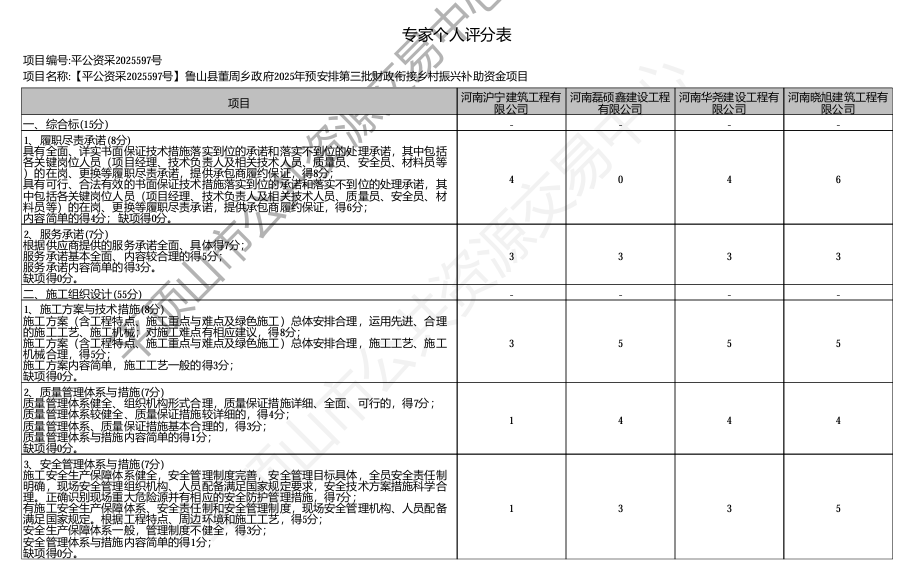 专家个人评分表
项目编号:平公资采2025597号
项目名称:【平公资采2025597号】鲁山县董周乡政府2025年预安排第三批财政衔接乡村振兴补助资金项目
项目 河南沪宁建筑工程有限公司 河南磊硕鑫建设工程有限公司 河南华尧建设工程有限公司 河南晓旭建筑工程有限公司
一、综合标(15分) - - - -
1、履职尽责承诺(8分)
具有全面、详实书面保证技术措施落实到位的承诺和落实不到位的处理承诺，其中包括
各关键岗位人员（项目经理、技术负责人及相关技术人员、质量员、安全员、材料员等
）的在岗、更换等履职尽责承诺，提供承包商履约保证，得8分；
具有可行、合法有效的书面保证技术措施落实到位的承诺和落实不到位的处理承诺，其
中包括各关键岗位人员（项目经理、技术负责人及相关技术人员、质量员、安全员、材
料员等）的在岗、更换等履职尽责承诺，提供承包商履约保证，得6分；
内容简单的得4分；缺项得0分。
4 0 4 6
2、服务承诺(7分)
根据供应商提供的服务承诺全面、具体得7分；
服务承诺基本全面、内容较合理的得5分；
服务承诺内容简单的得3分。
缺项得0分。
3 3 3 3
二、施工组织设计(55分) - - - -
1、施工方案与技术措施(8分)
施工方案（含工程特点、施工重点与难点及绿色施工）总体安排合理，运用先进、合理
的施工工艺、施工机械；对施工难点有相应建议，得8分；
施工方案（含工程特点、施工重点与难点及绿色施工）总体安排合理，施工工艺、施工
机械合理，得5分；
施工方案内容简单，施工工艺一般的得3分；
缺项得0分。
3 5 5 5
2、质量管理体系与措施(7分)
质量管理体系健全、组织机构形式合理，质量保证措施详细、全面、可行的，得7分；
质量管理体系较健全、质量保证措施较详细的，得4分；
质量管理体系、质量保证措施基本合理的，得3分；
质量管理体系与措施内容简单的得1分；
缺项得0分。
1 4 4 4
3、安全管理体系与措施(7分)
施工安全生产保障体系健全，安全管理制度完善，安全管理目标具体，全员安全责任制
明确，现场安全管理组织机构、人员配备满足国家规定要求，安全技术方案措施科学合
理。正确识别现场重大危险源并有相应的安全防护管理措施，得7分；
有施工安全生产保障体系、安全责任制和安全管理制度，现场安全管理机构、人员配备
满足国家规定。根据工程特点、周边环境和施工工艺，得5分；
安全生产保障体系一般，管理制度不健全，得3分；
安全管理体系与措施内容简单的得1分；
缺项得0分。
1 3 3 5
平顶山市公共资源交易中心
顶山市公共资源交易中心